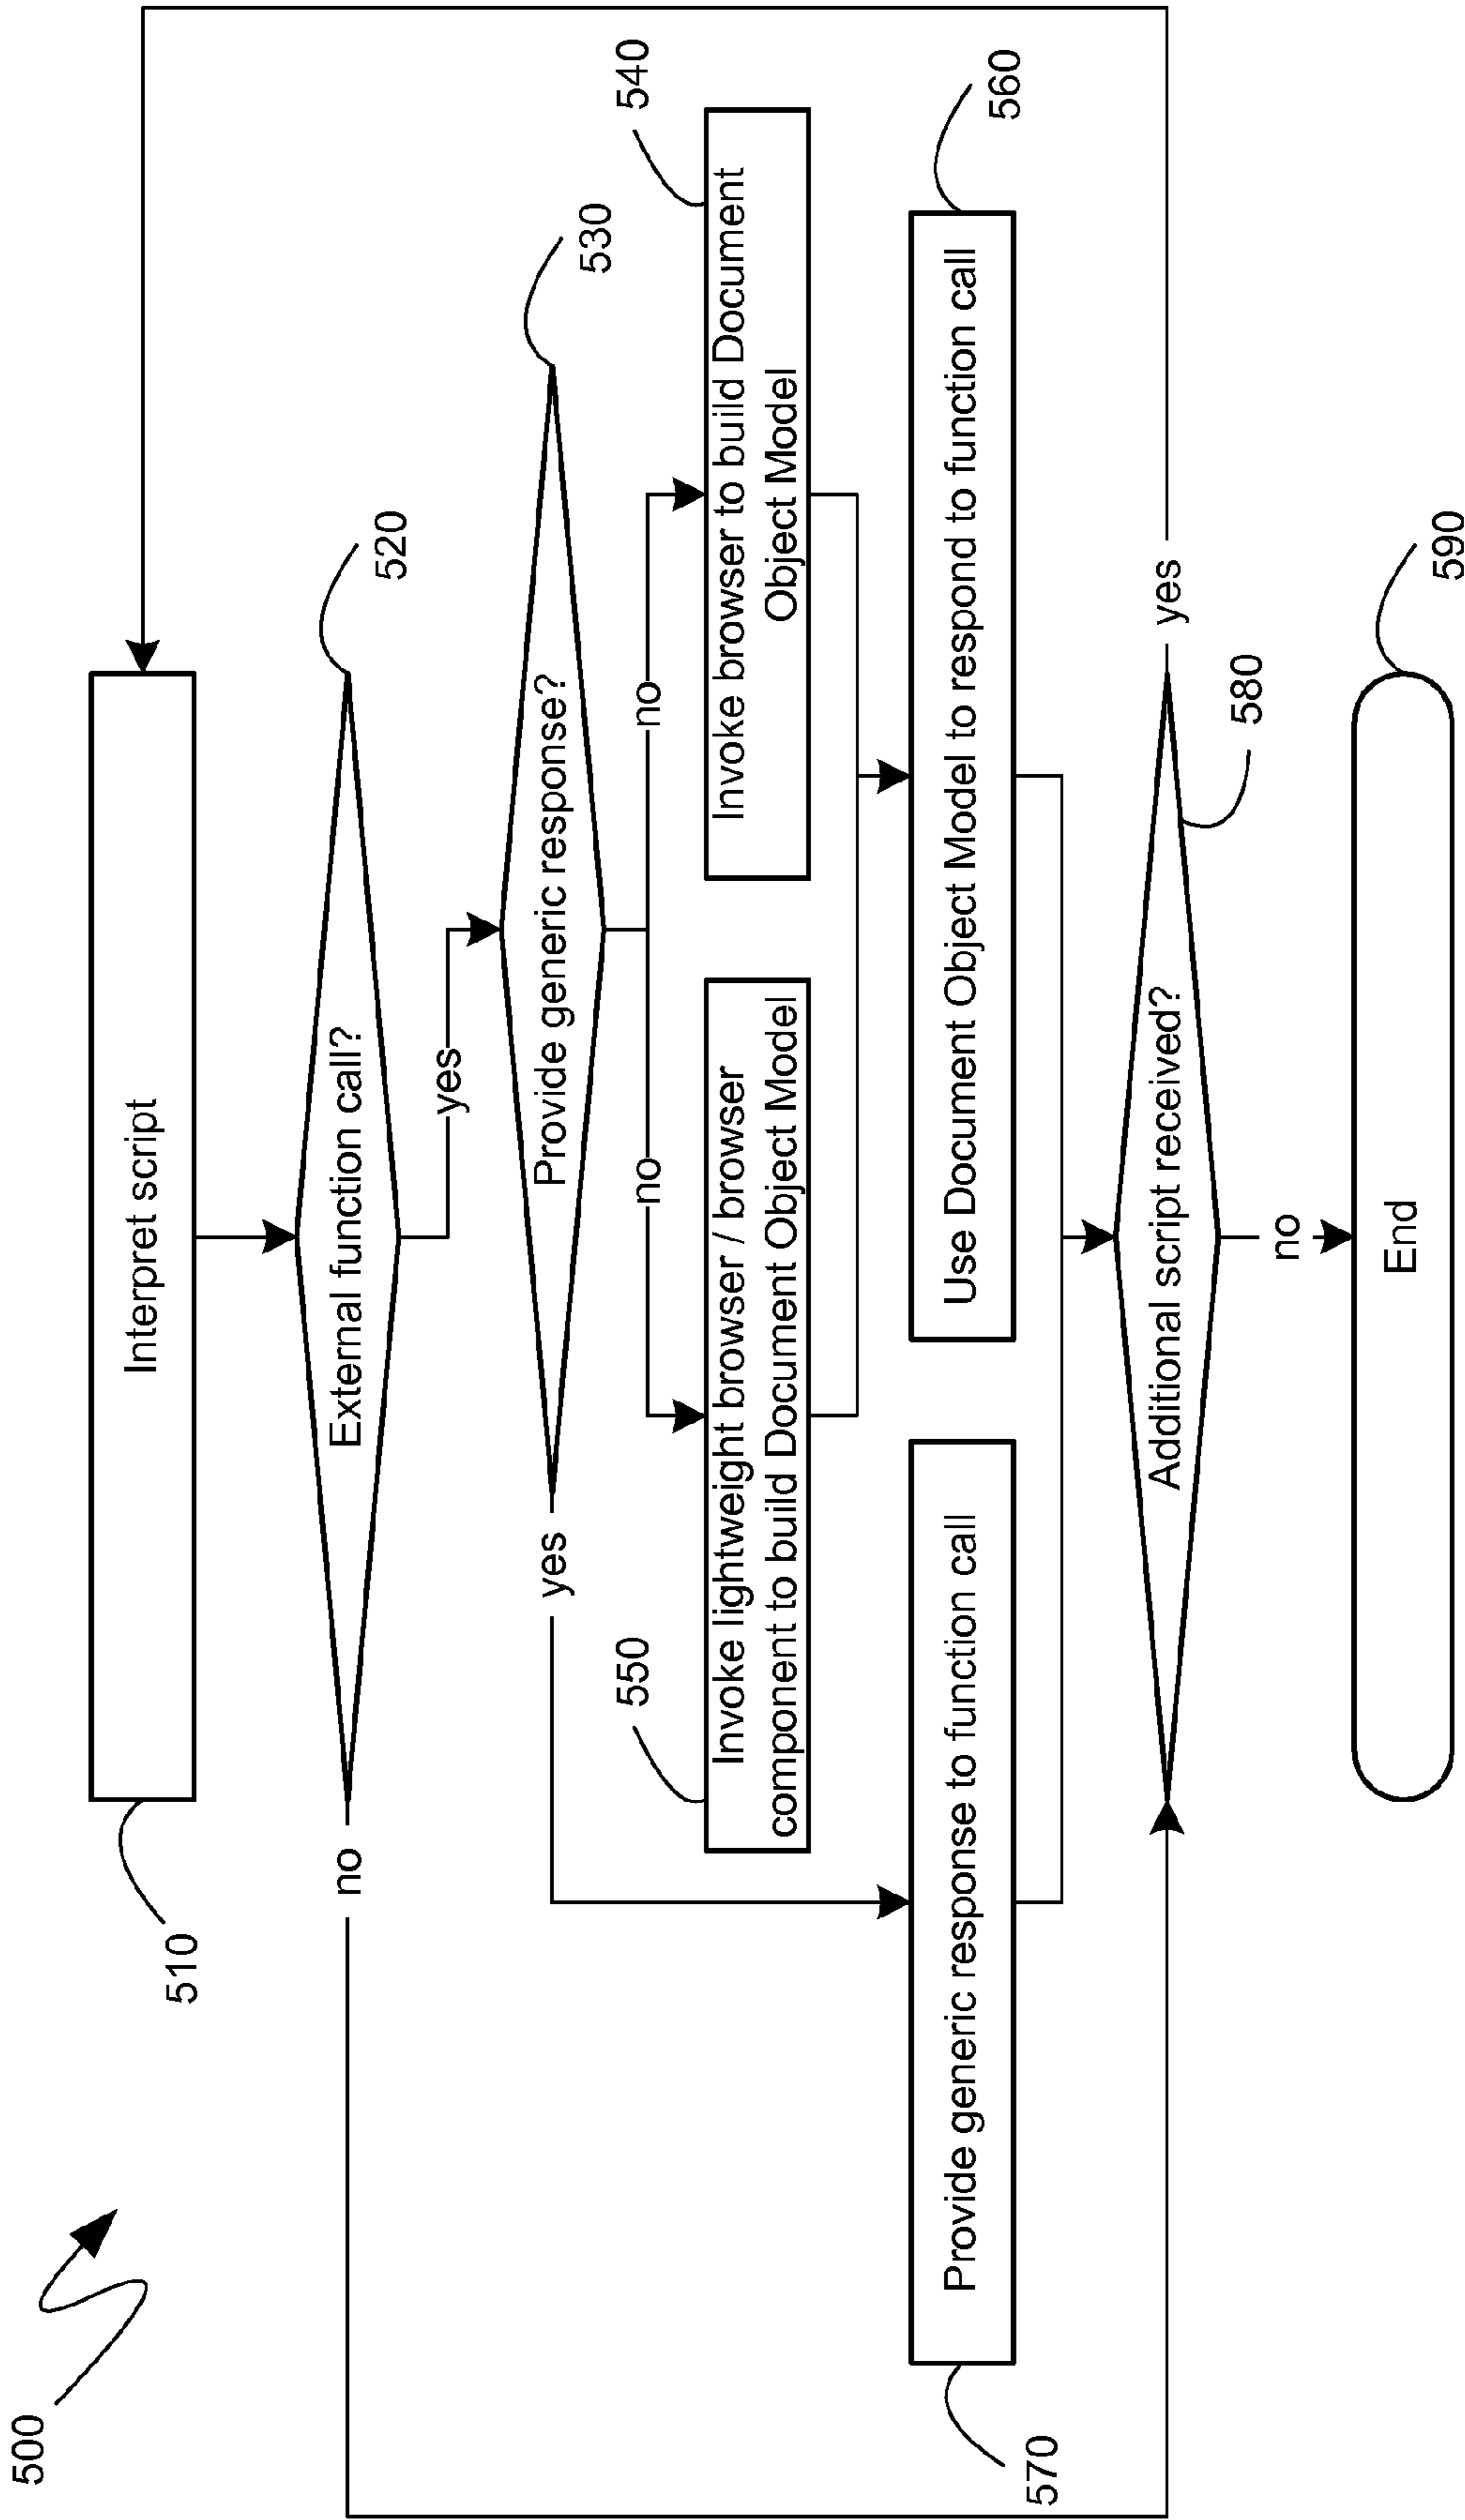 500
510
Interpret script
520
External function call?
no
yes
530
Provide generic response?
yes
no
no
550
Invoke lightweight browser / browser
component to build Document Object Model
540
Invoke browser to build Document
Object Model
570
Provide generic response to function call
560
Use Document Object Model to respond to function call
580
Additional script received?
yes
no
590
End